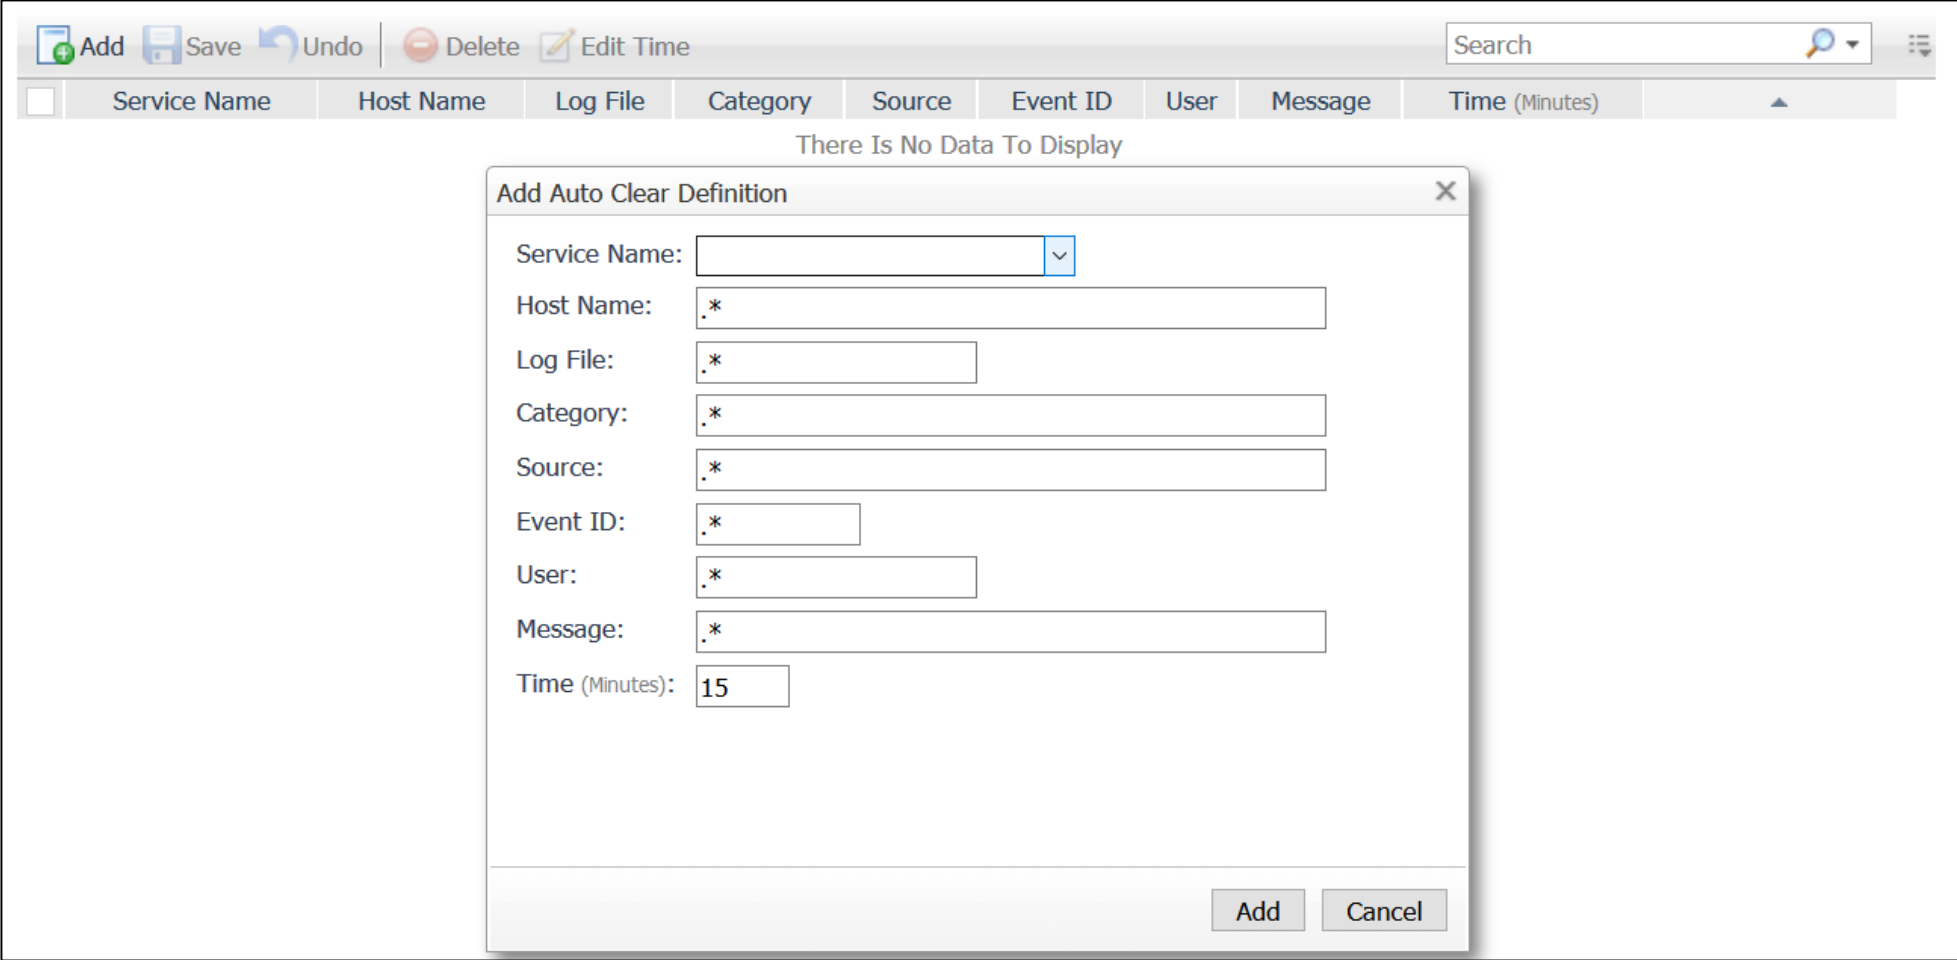 Add Save Undo Delete Edit Time Search
Service Name Host Name Log File Category Source Event ID User Message Time (Minutes)
There Is No Data To Display
Add Auto Clear Definition
Service Name:
Host Name: .*
Log File: .*
Category: .*
Source: .*
Event ID: .*
User: .*
Message: .*
Time (Minutes): 15
Add Cancel